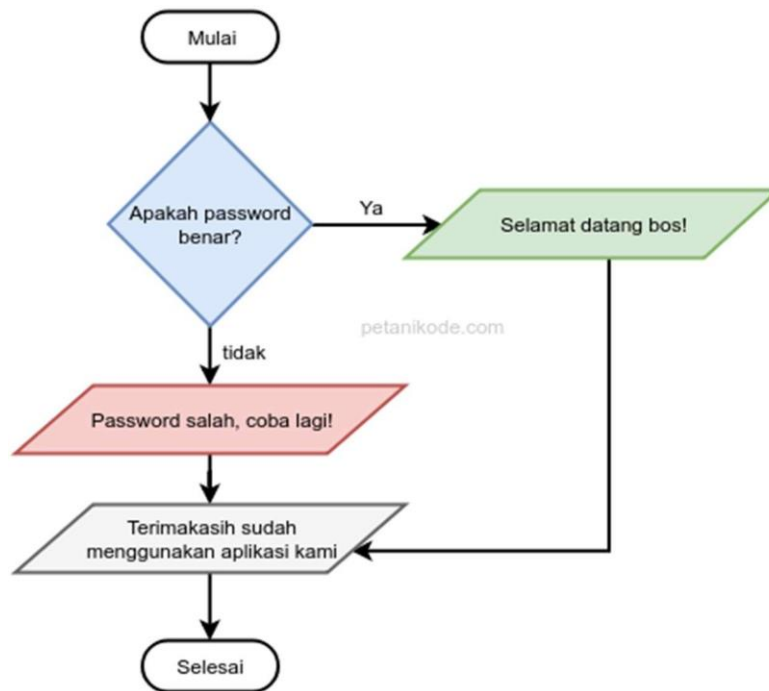 Mulai
Apakah password
benar?
Ya
Selamat datang bos!
petanikode.com
tidak
Password salah, coba lagi!
Terimakasih sudah
menggunakan aplikasi kami
Selesai